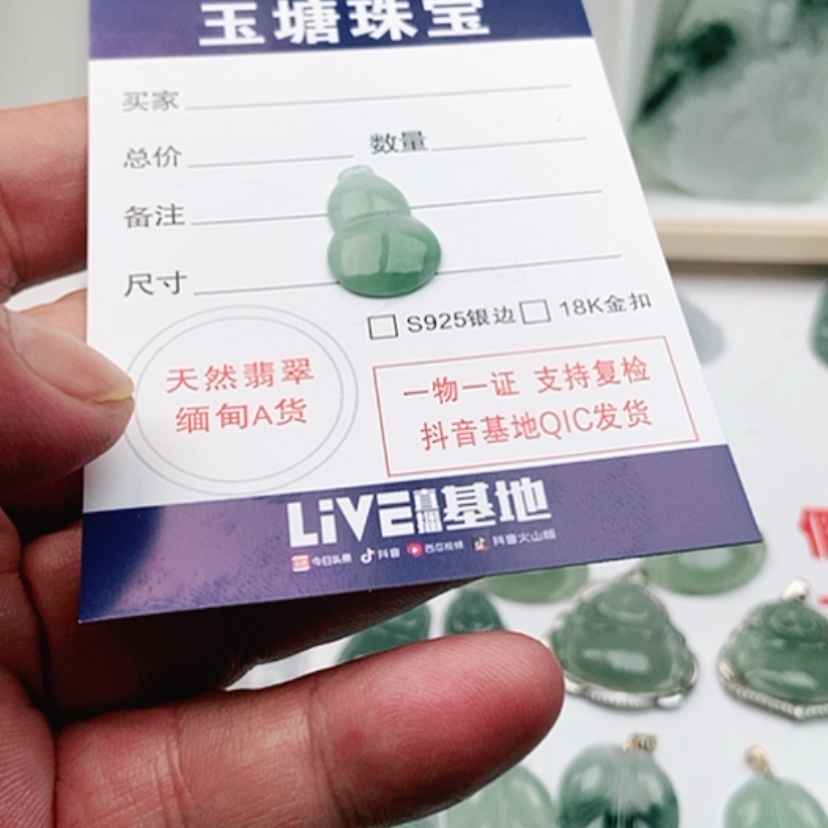 玉塘珠宝
买家
总价 数量
备注
尺寸
S925银边 18K金扣
天然翡翠
缅甸A货
一物一证 支持复检
抖音基地QIC发货
LiVE直播基地
今日头条 抖音 西瓜视频 抖音火山版